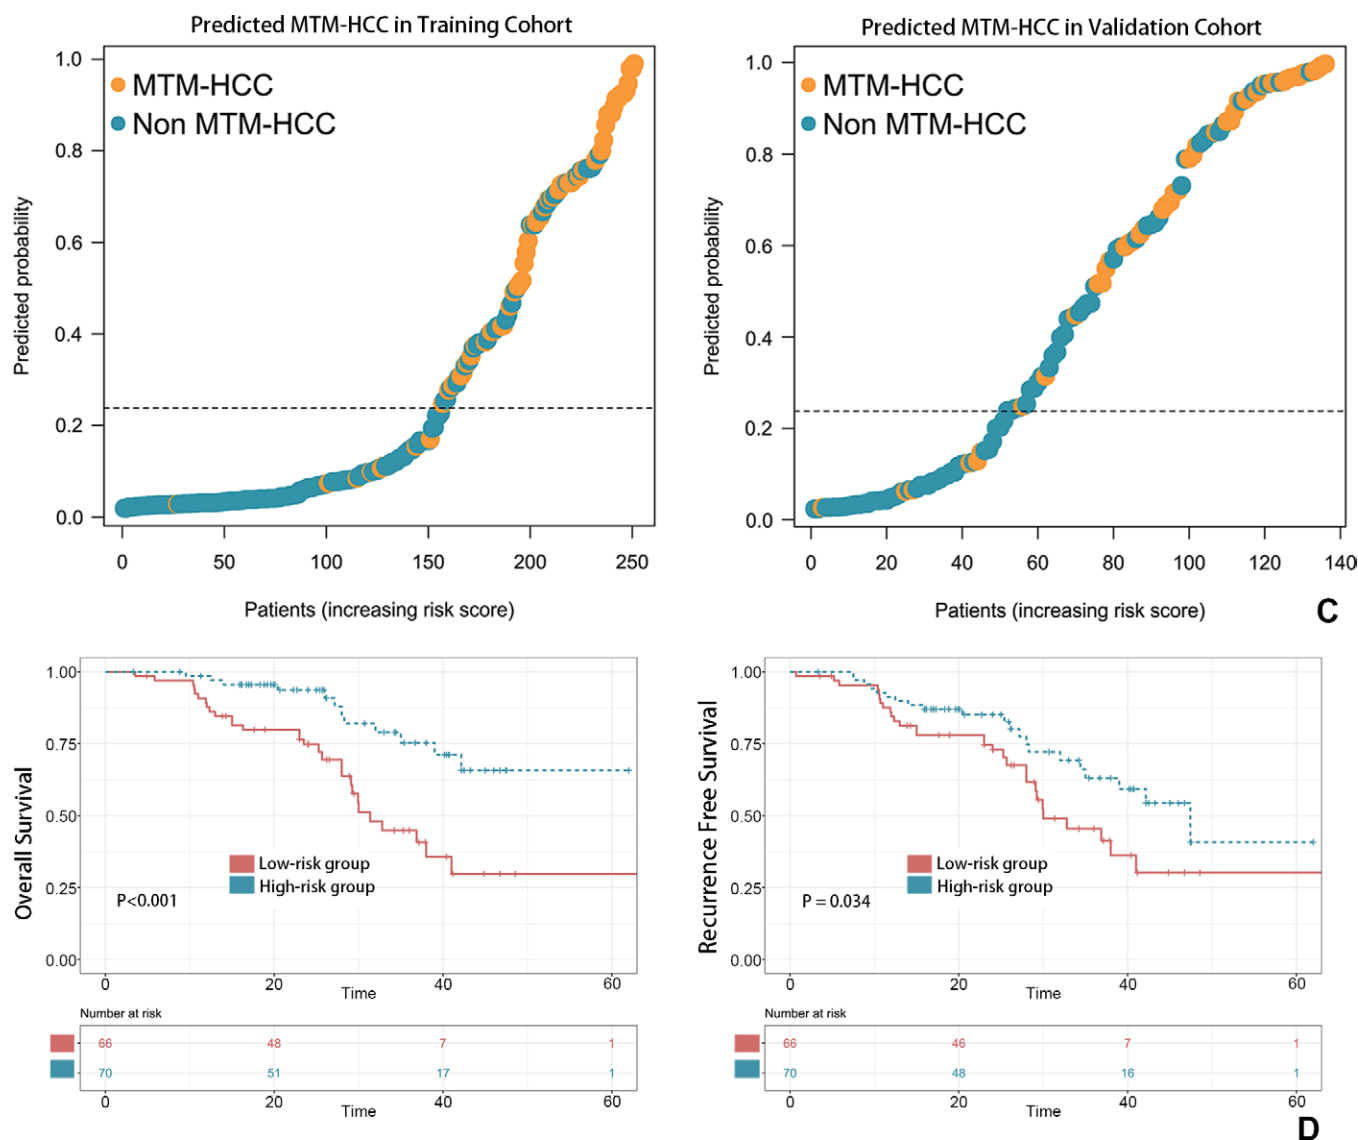 Predicted MTM-HCC in Training Cohort
Predicted MTM-HCC in Validation Cohort
MTM-HCC
Non MTM-HCC
Predicted probability
1.0
0.8
0.6
0.4
0.2
0.0
0 50 100 150 200 250
Patients (increasing risk score)
MTM-HCC
Non MTM-HCC
Predicted probability
1.0
0.8
0.6
0.4
0.2
0.0
0 20 40 60 80 100 120 140
Patients (increasing risk score)
C
Overall Survival
1.00
0.75
0.50
0.25
0.00
Low-risk group
High-risk group
P<0.001
0 20 40 60
Time
Number at risk
66 48 7 1
70 51 17 1
0 20 40 60
Time
Recurrence Free Survival
1.00
0.75
0.50
0.25
0.00
Low-risk group
High-risk group
P = 0.034
0 20 40 60
Time
Number at risk
66 46 7 1
70 48 16 1
0 20 40 60
Time
D